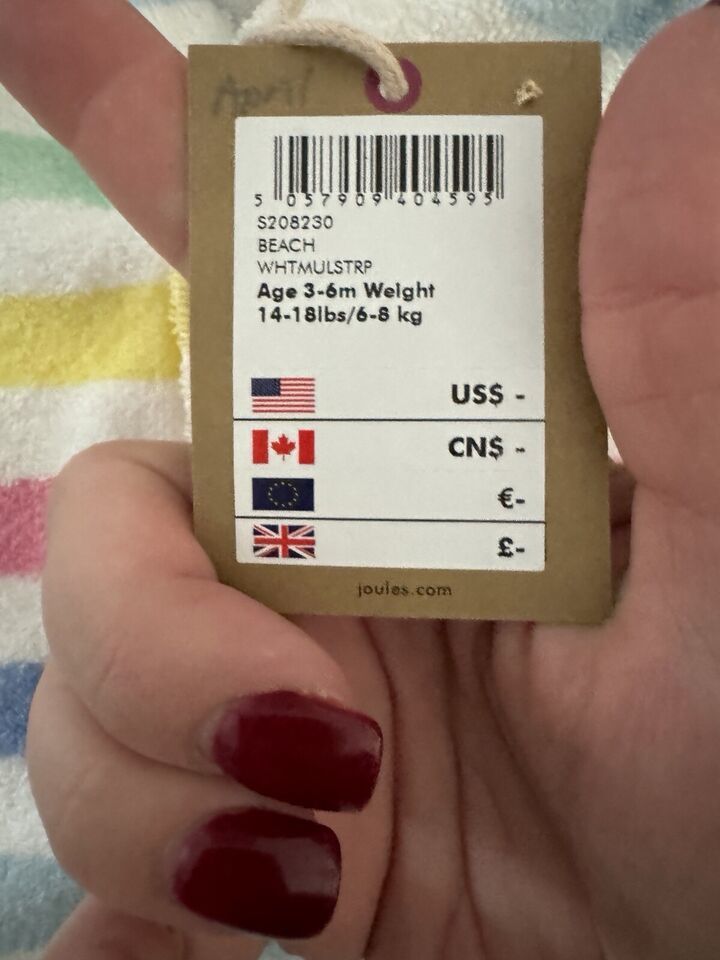 April
5 057909 404595
S208230
BEACH
WHTMULSTRP
Age 3-6m Weight
14-18lbs/6-8 kg
US$ -
CN$ -
€-
£-
joules.com